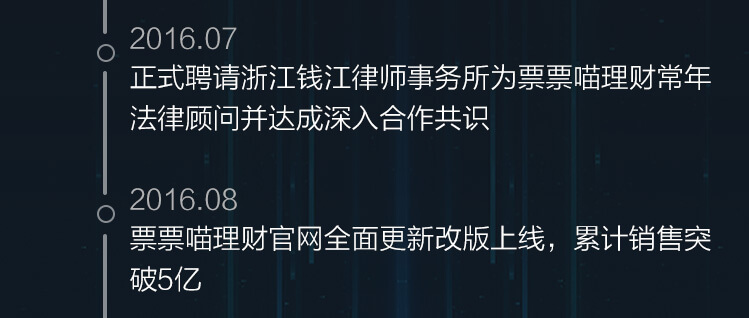 2016.07
正式聘请浙江钱江律师事务所为票票喵理财常年
法律顾问并达成深入合作共识
2016.08
票票喵理财官网全面更新改版上线，累计销售突
破5亿